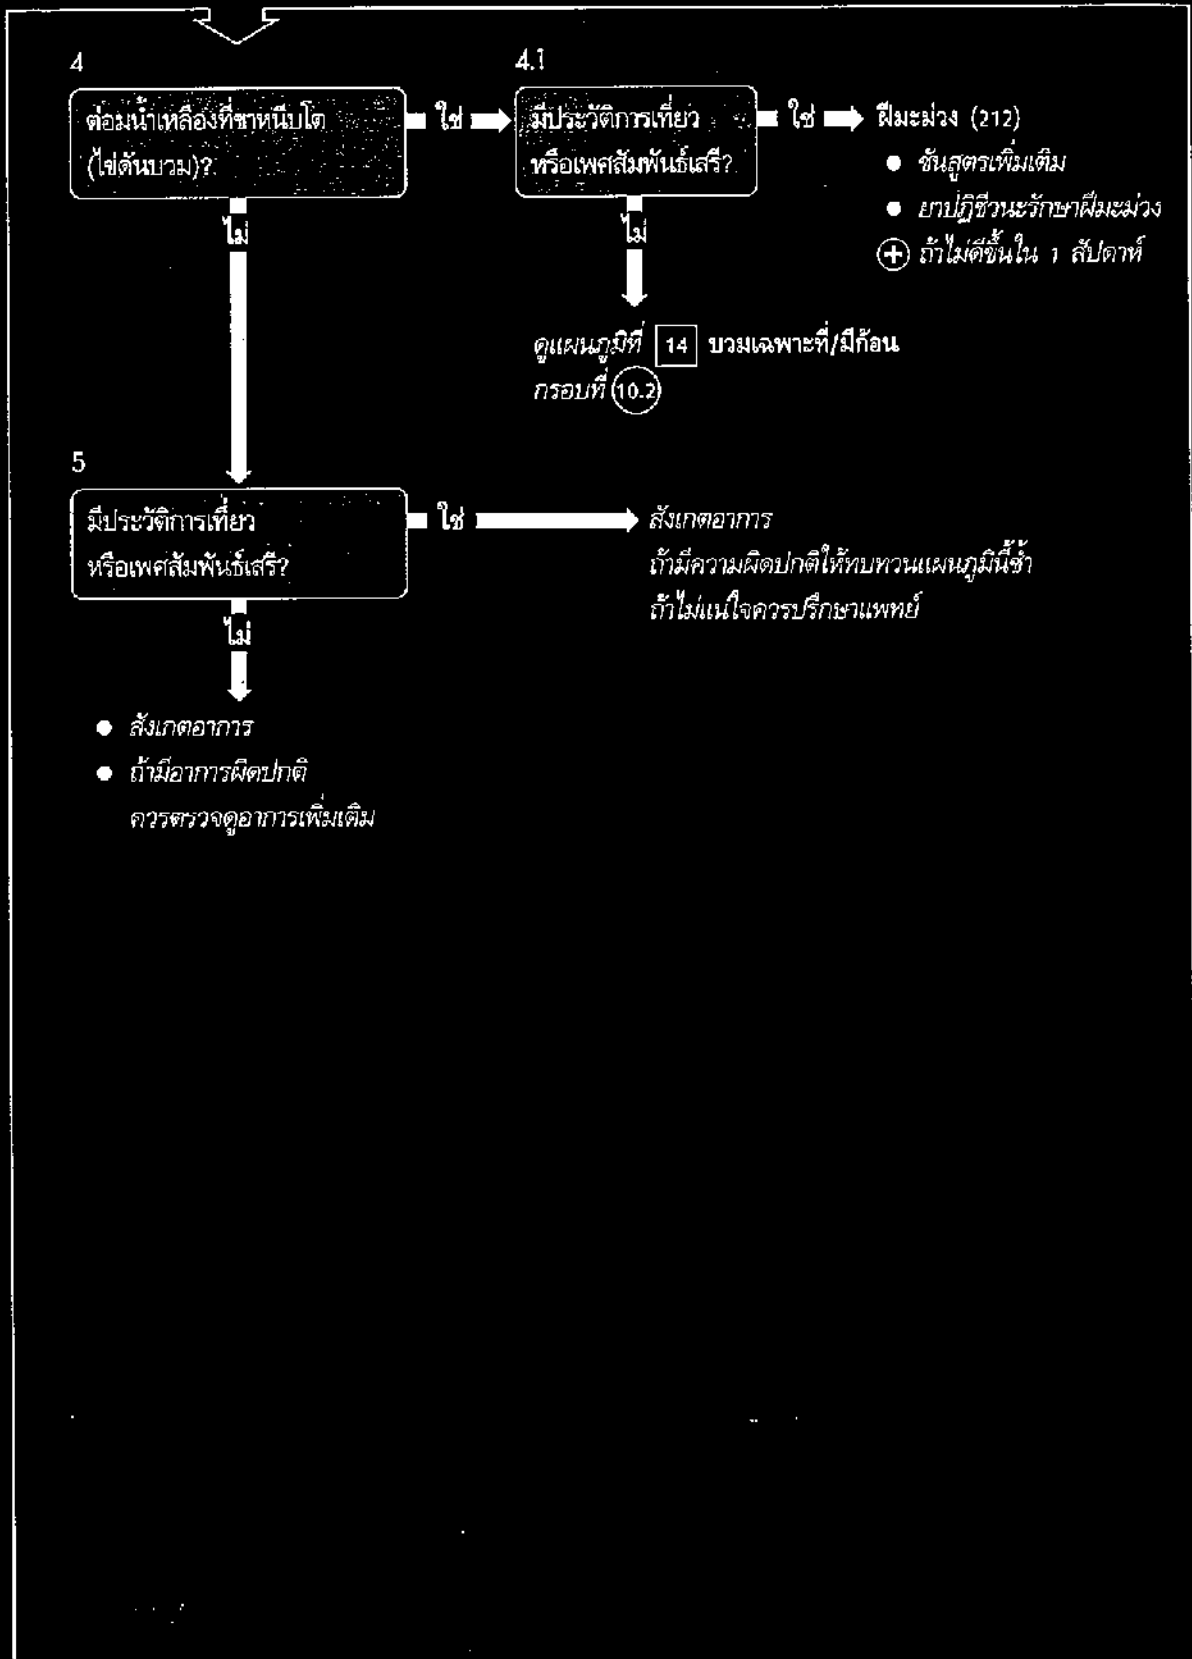 4
ต่อมน้ำเหลืองที่ขาหนีบโต
(ไข่ดันบวม)?
ใช่
4.1
มีประวัติการเที่ยว
หรือเพศสัมพันธ์เสรี?
ใช่
ฝีมะม่วง (212)
● ชันสูตรเพิ่มเติม
● ยาปฏิชีวนะรักษาฝีมะม่วง
⊕ ถ้าไม่ดีขึ้นใน 1 สัปดาห์
ไม่
ไม่
ดูแผนภูมิที่ 14 บวมเฉพาะที่/มีก้อน
กรอบที่ 10.2
5
มีประวัติการเที่ยว
หรือเพศสัมพันธ์เสรี?
ใช่
สังเกตอาการ
ถ้ามีความผิดปกติให้ทบทวนแผนภูมินี้ซ้ำ
ถ้าไม่แน่ใจควรปรึกษาแพทย์
ไม่
● สังเกตอาการ
● ถ้ามีอาการผิดปกติ
ควรตรวจดูอาการเพิ่มเติม